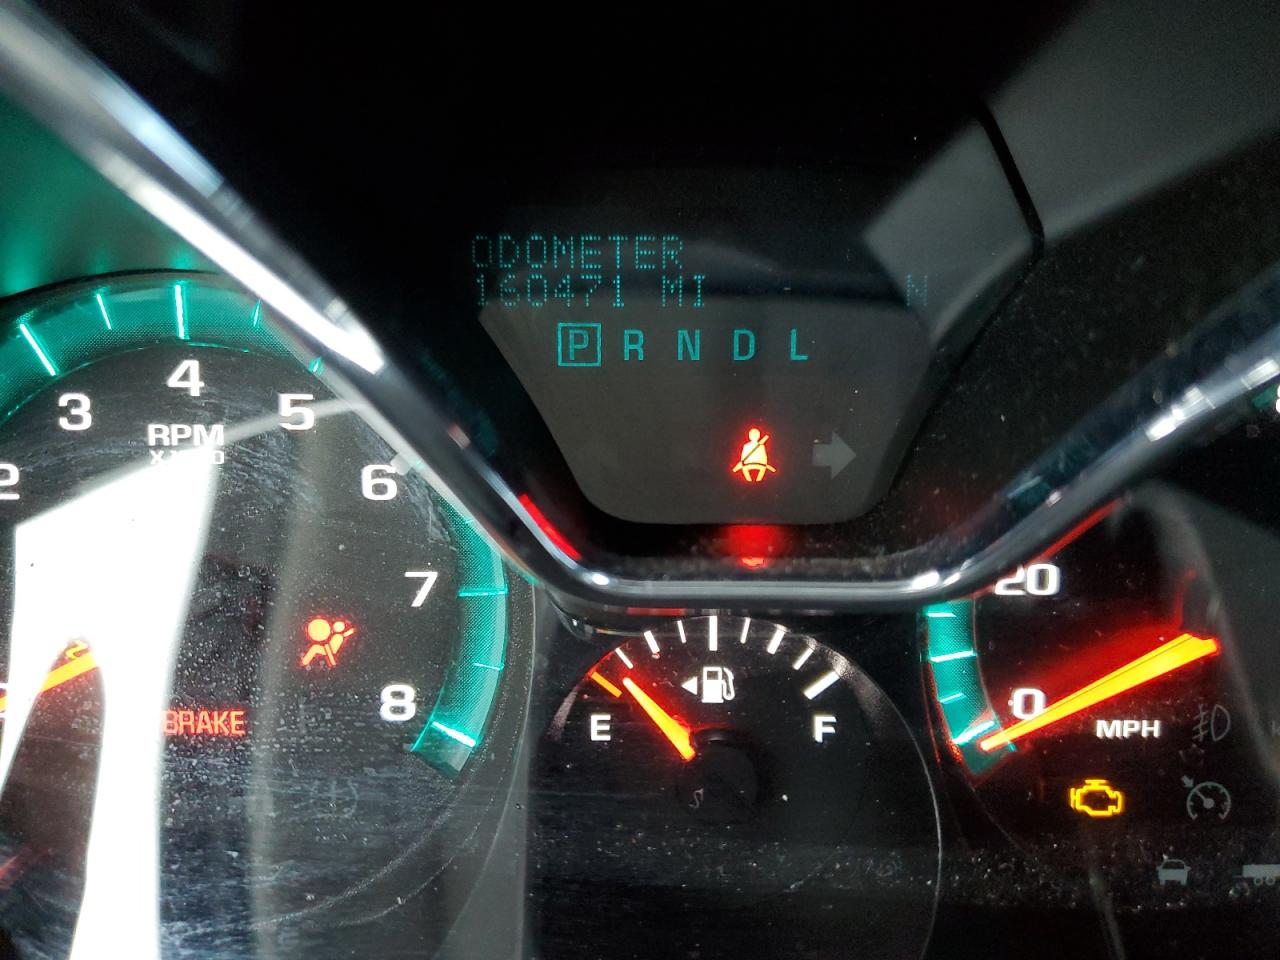 ODOMETER
160471 MI N
P R N D L
2 3 4 5 6 7 8
RPM
BRAKE
E F
20
0
MPH